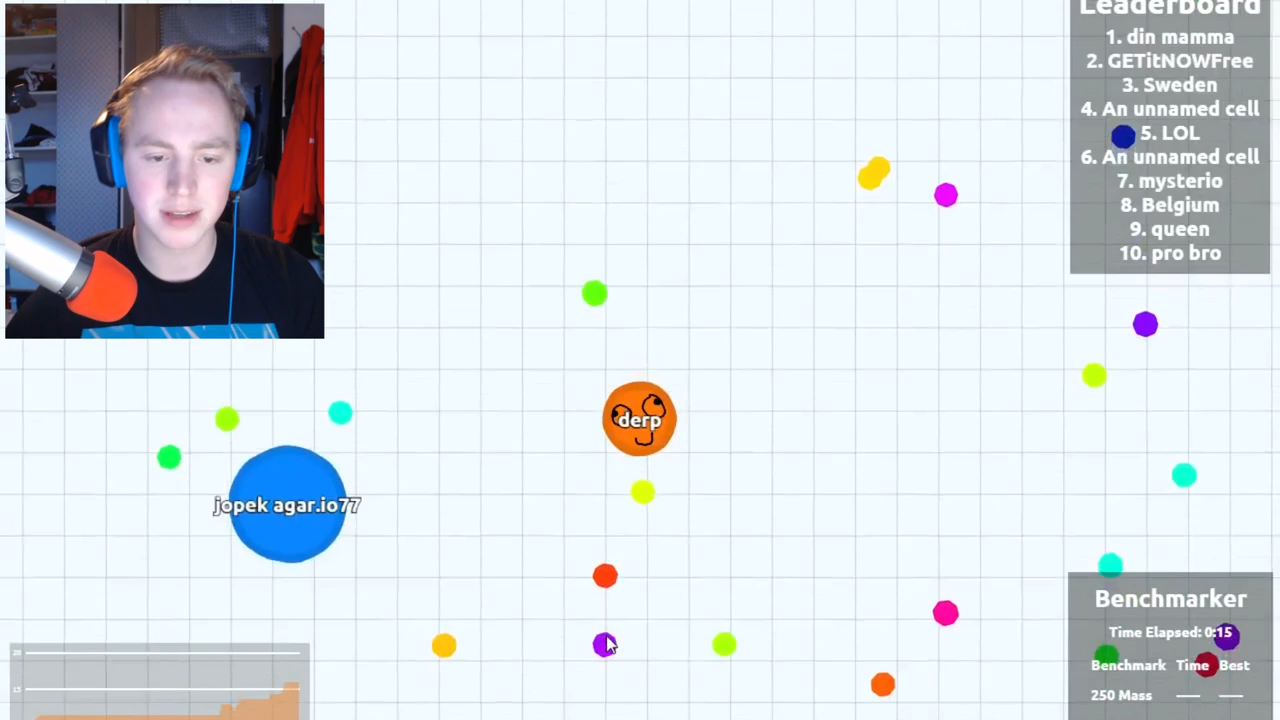 Leaderboard
1. din mamma
2. GETitNOWFree
3. Sweden
4. An unnamed cell
5. LOL
6. An unnamed cell
7. mysterio
8. Belgium
9. queen
10. pro bro
derp
jopek agar.io77
Benchmarker
Time Elapsed: 0:15
Benchmark Time Best
250 Mass
20
15